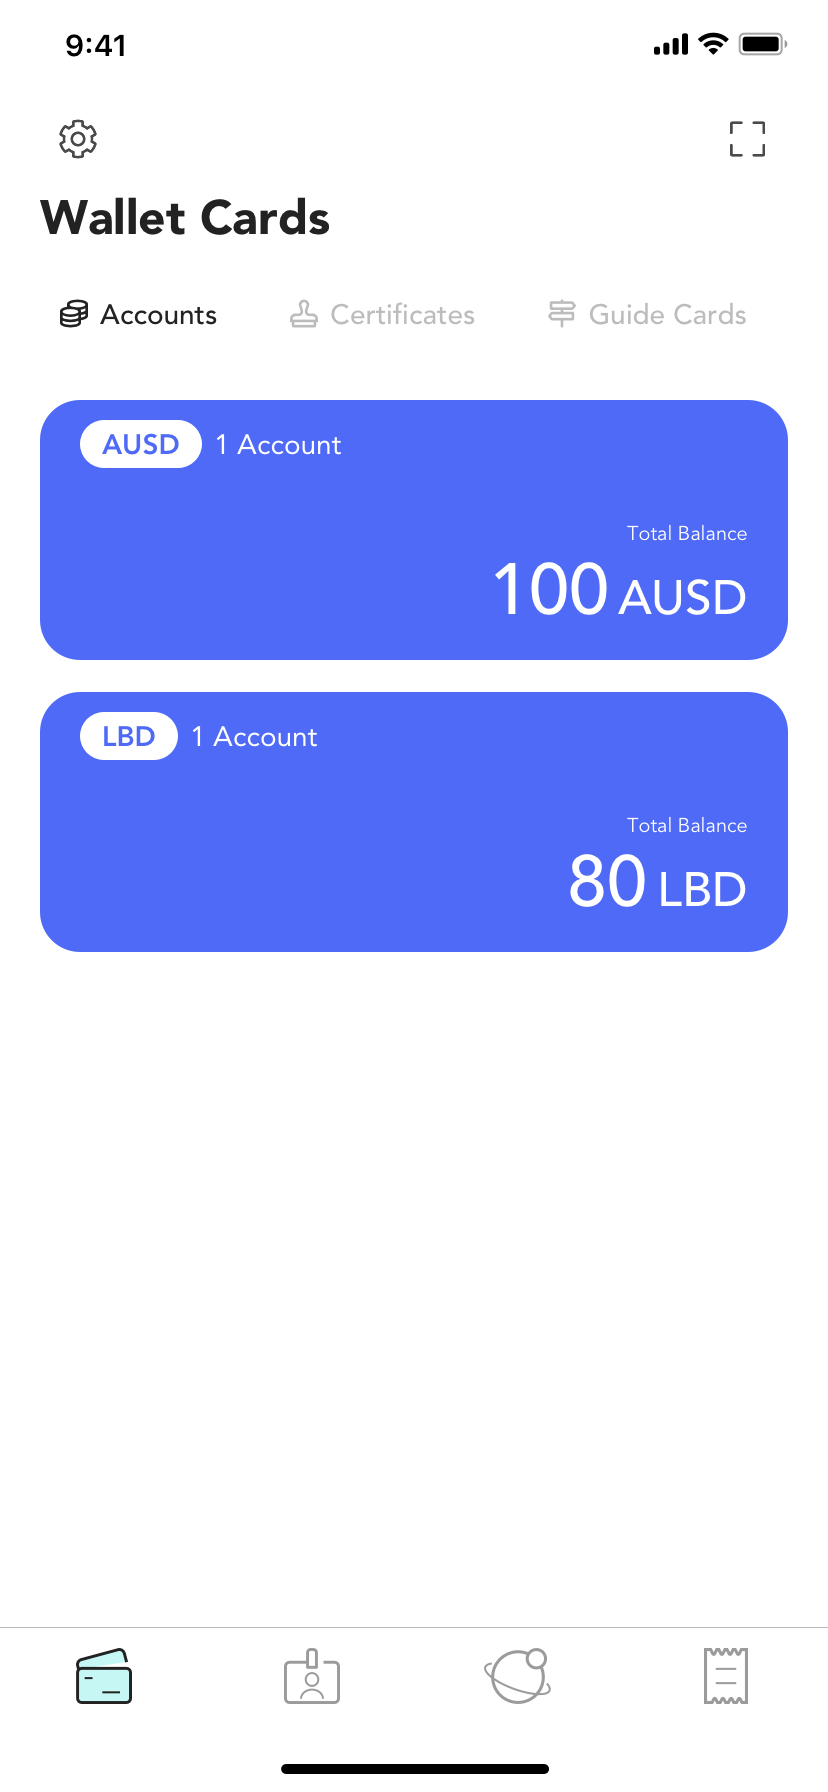 9:41
Wallet Cards
Accounts Certificates Guide Cards
AUSD 1 Account
Total Balance
100 AUSD
LBD 1 Account
Total Balance
80 LBD